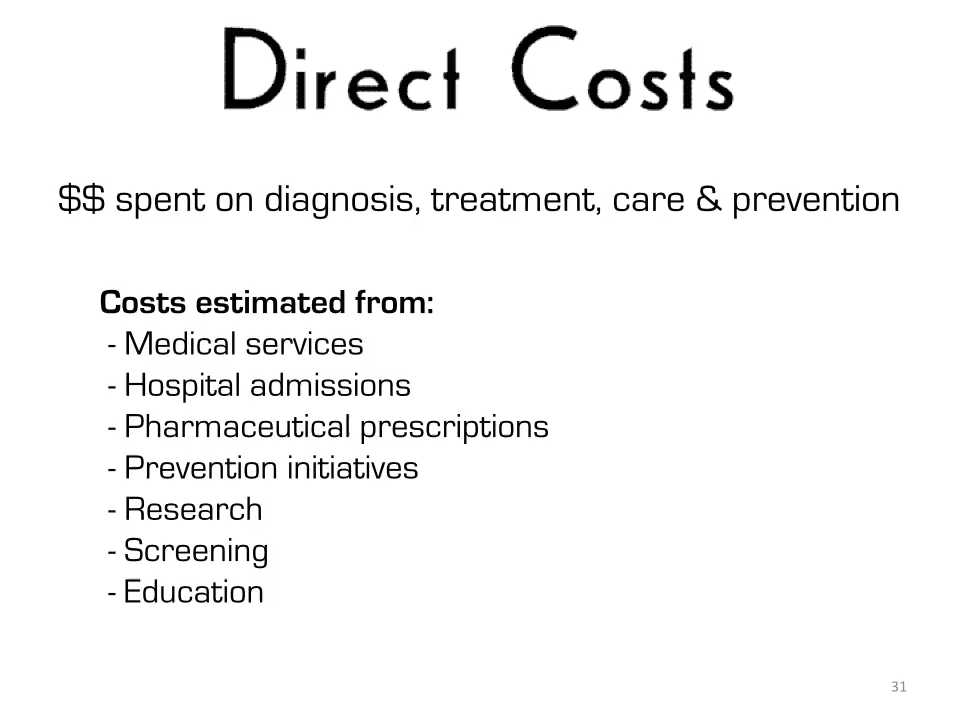 Direct Costs
$$ spent on diagnosis, treatment, care & prevention
Costs estimated from:
- Medical services
- Hospital admissions
- Pharmaceutical prescriptions
- Prevention initiatives
- Research
- Screening
- Education
31